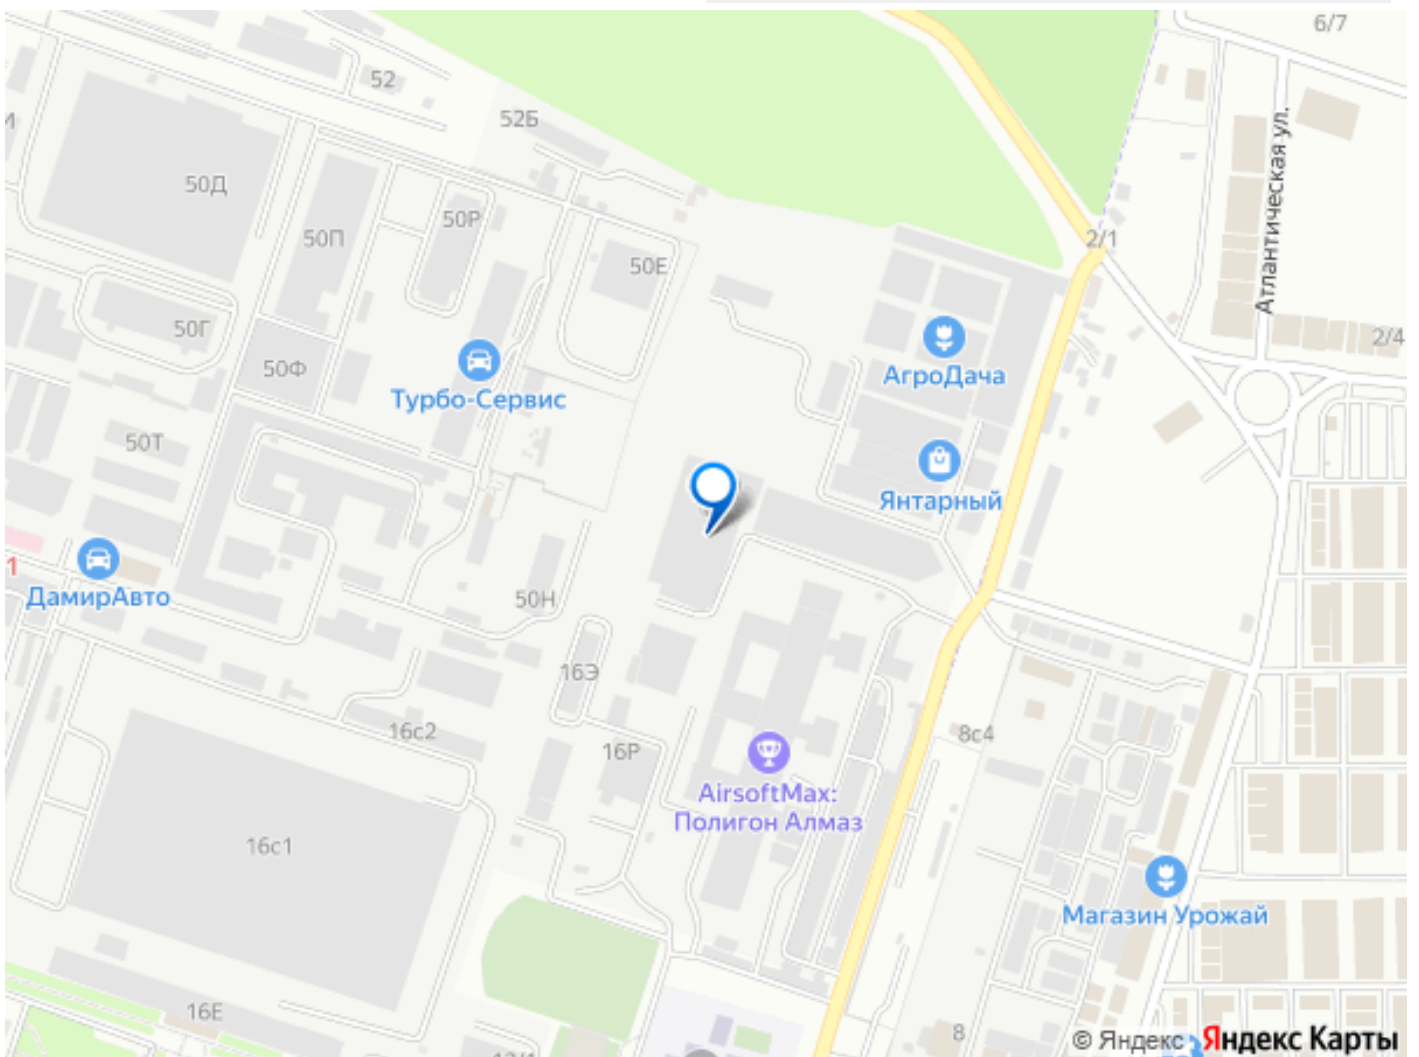 6/7
52
52Б
Атлантическая ул.
50Д
50Р
50П
2/1
50Е
50Г
2/4
50Ф
АгроДача
Турбо-Сервис
50Т
Янтарный
1
ДамирАвто
50Н
16Э
16с2
16Р
8с4
AirsoftMax:
Полигон Алмаз
16с1
Магазин Урожай
16Е
8
© Яндекс Яндекс Карты